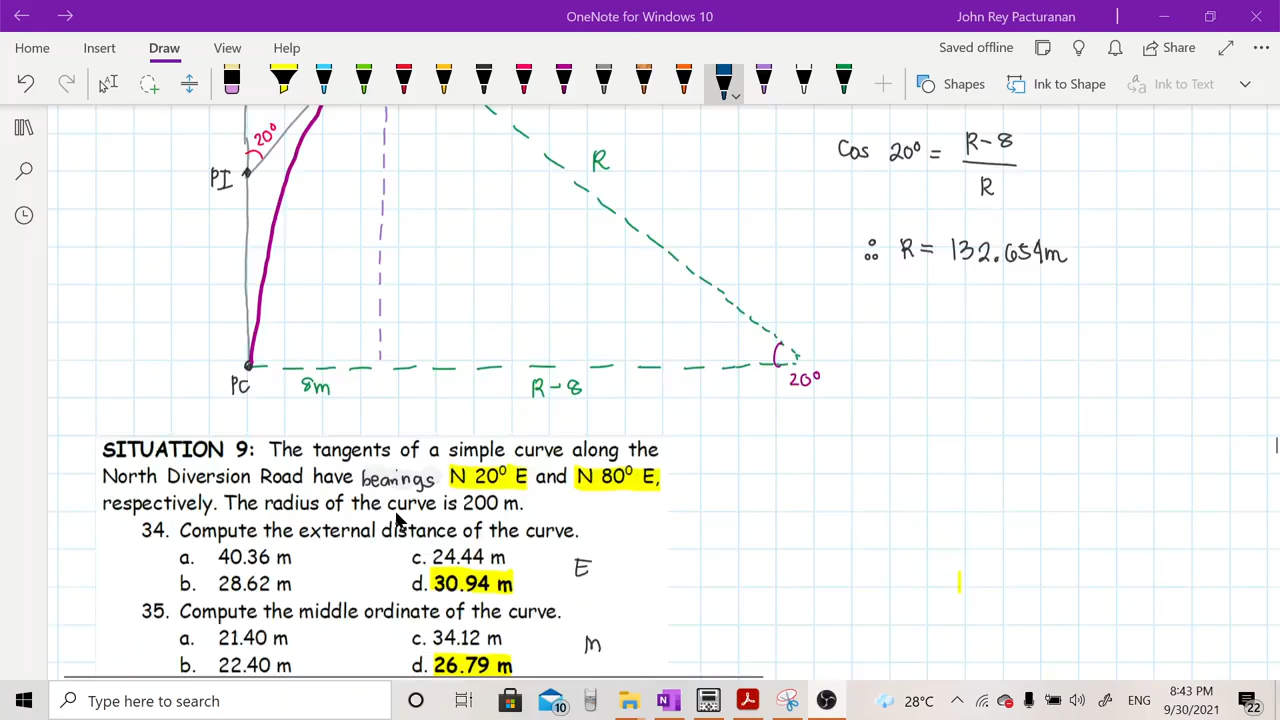 OneNote for Windows 10
John Rey Pacturanan
Home Insert Draw View Help
Saved offline
Share
Shapes
Ink to Shape
Ink to Text
20°
PI
R
Cos 20° = R-8
R
∴ R = 132.654m
PC
8m
R-8
20°
SITUATION 9: The tangents of a simple curve along the
North Diversion Road have bearings N 20⁰ E and N 80⁰ E,
respectively. The radius of the curve is 200 m.
34. Compute the external distance of the curve.
a. 40.36 m c. 24.44 m
b. 28.62 m d. 30.94 m
E
35. Compute the middle ordinate of the curve.
a. 21.40 m c. 34.12 m
b. 22.40 m d. 26.79 m
M
Type here to search
10
28°C
ENG
8:43 PM
9/30/2021
22